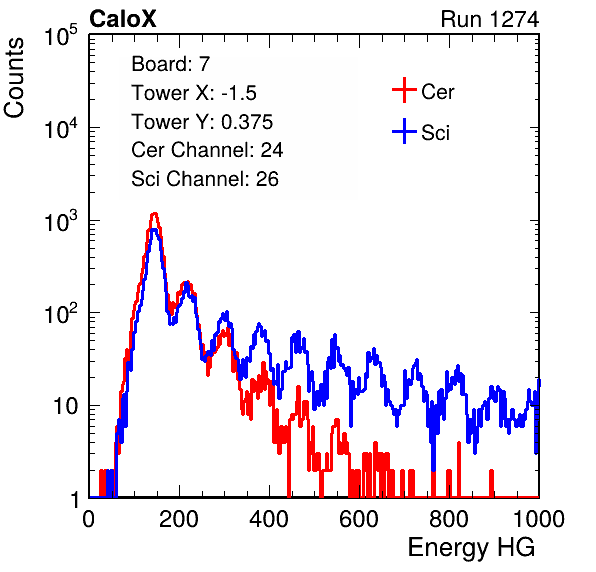 CaloX Run 1274
Counts
Board: 7
Tower X: -1.5
Tower Y: 0.375
Cer Channel: 24
Sci Channel: 26
Cer
Sci
10^5
10^4
10^3
10^2
10
1
0 200 400 600 800 1000
Energy HG